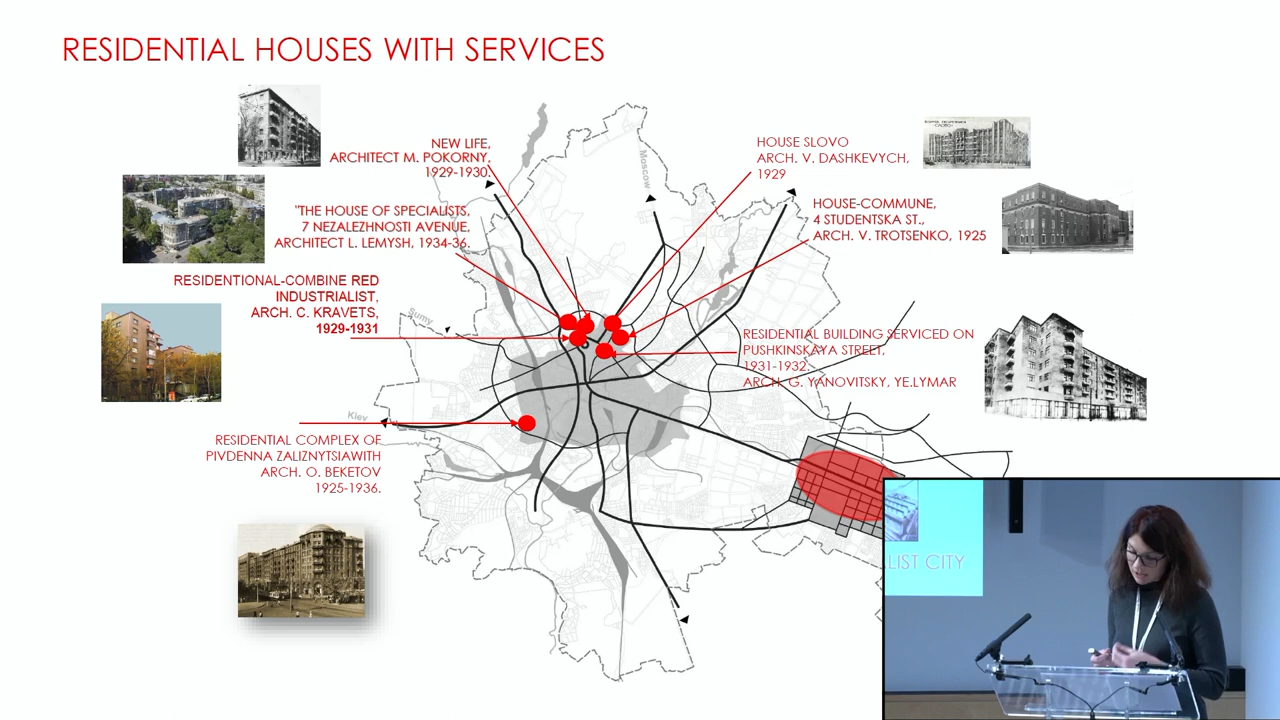 RESIDENTIAL HOUSES WITH SERVICES
NEW LIFE,
ARCHITECT M. POKORNY,
1929-1930.
"THE HOUSE OF SPECIALISTS.
7 NEZALEZHNOSTI AVENUE,
ARCHITECT L. LEMYSH, 1934-36.
RESIDENTIONAL-COMBINE RED
INDUSTRIALIST,
ARCH. C. KRAVETS,
1929-1931
RESIDENTIAL COMPLEX OF
PIVDENNA ZALIZNYTSIAWITH
ARCH. O. BEKETOV
1925-1936.
Moscow
Sumy
Kiev
HOUSE SLOVO
ARCH. V. DASHKEVYCH,
1929
HOUSE-COMMUNE,
4 STUDENTSKA ST.,
ARCH. V. TROTSENKO, 1925
RESIDENTIAL BUILDING SERVICED ON
PUSHKINSKAYA STREET,
1931-1932.
ARCH. G. YANOVITSKY, YE.LYMAR
LIST CITY